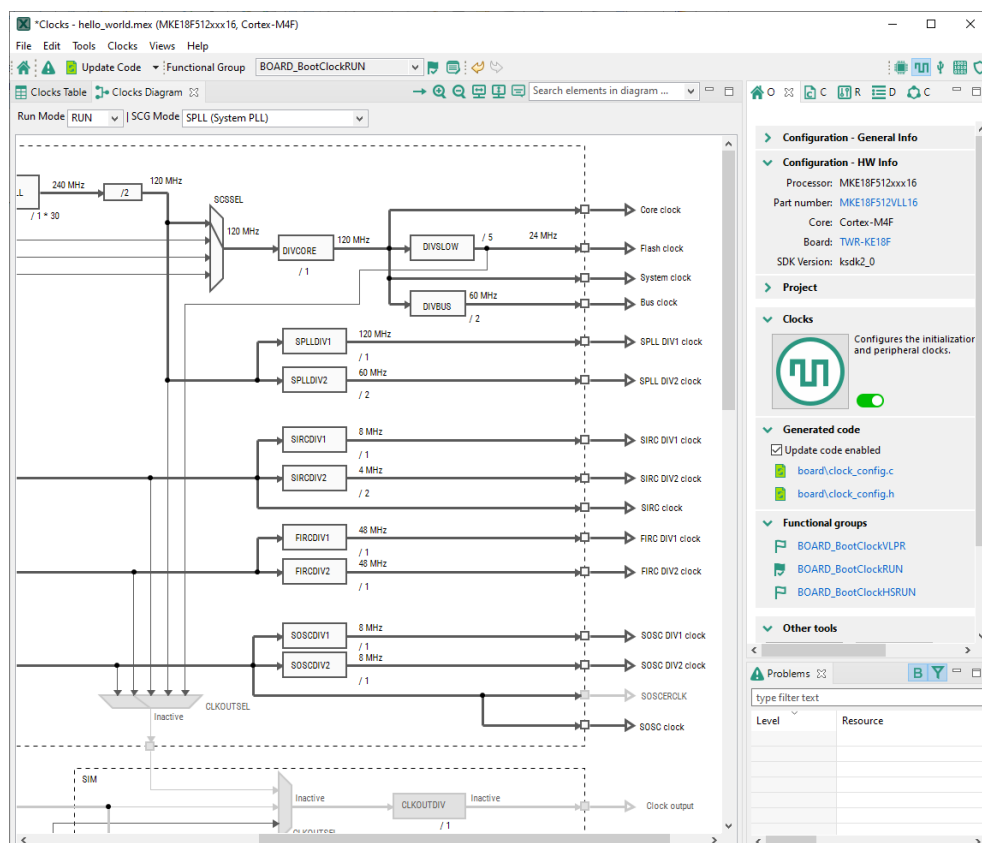 *Clocks - hello_world.mex (MKE18F512xxx16, Cortex-M4F)
File Edit Tools Clocks Views Help
Update Code Functional Group BOARD_BootClockRUN
Clocks Table Clocks Diagram Search elements in diagram ...
Run Mode RUN SCG Mode SPLL (System PLL)
240 MHz /2 120 MHz
/ 1 * 30
SCSSEL
120 MHz
DIVCORE
/ 1
120 MHz
Core clock
DIVSLOW / 5 24 MHz Flash clock
System clock
DIVBUS 60 MHz / 2 Bus clock
SPLLDIV1 120 MHz / 1 SPLL DIV1 clock
SPLLDIV2 60 MHz / 2 SPLL DIV2 clock
SIRCDIV1 8 MHz / 1 SIRC DIV1 clock
SIRCDIV2 4 MHz / 2 SIRC DIV2 clock
SIRC clock
FIRCDIV1 48 MHz / 1 FIRC DIV1 clock
FIRCDIV2 48 MHz / 1 FIRC DIV2 clock
SOSCDIV1 8 MHz / 1 SOSC DIV1 clock
SOSCDIV2 8 MHz / 1 SOSC DIV2 clock
SOSCERCLK
SOSC clock
CLKOUTSEL
Inactive
SIM
Inactive CLKOUTDIV Inactive Clock output
/ 1
CLKOUTSEL
O C R D C
Configuration - General Info
Configuration - HW Info
Processor: MKE18F512xxx16
Part number: MKE18F512VLL16
Core: Cortex-M4F
Board: TWR-KE18F
SDK Version: ksdk2_0
Project
Clocks
Configures the initialization
and peripheral clocks.
Generated code
Update code enabled
board\clock_config.c
board\clock_config.h
Functional groups
BOARD_BootClockVLPR
BOARD_BootClockRUN
BOARD_BootClockHSRUN
Other tools
Problems B
type filter text
Level Resource